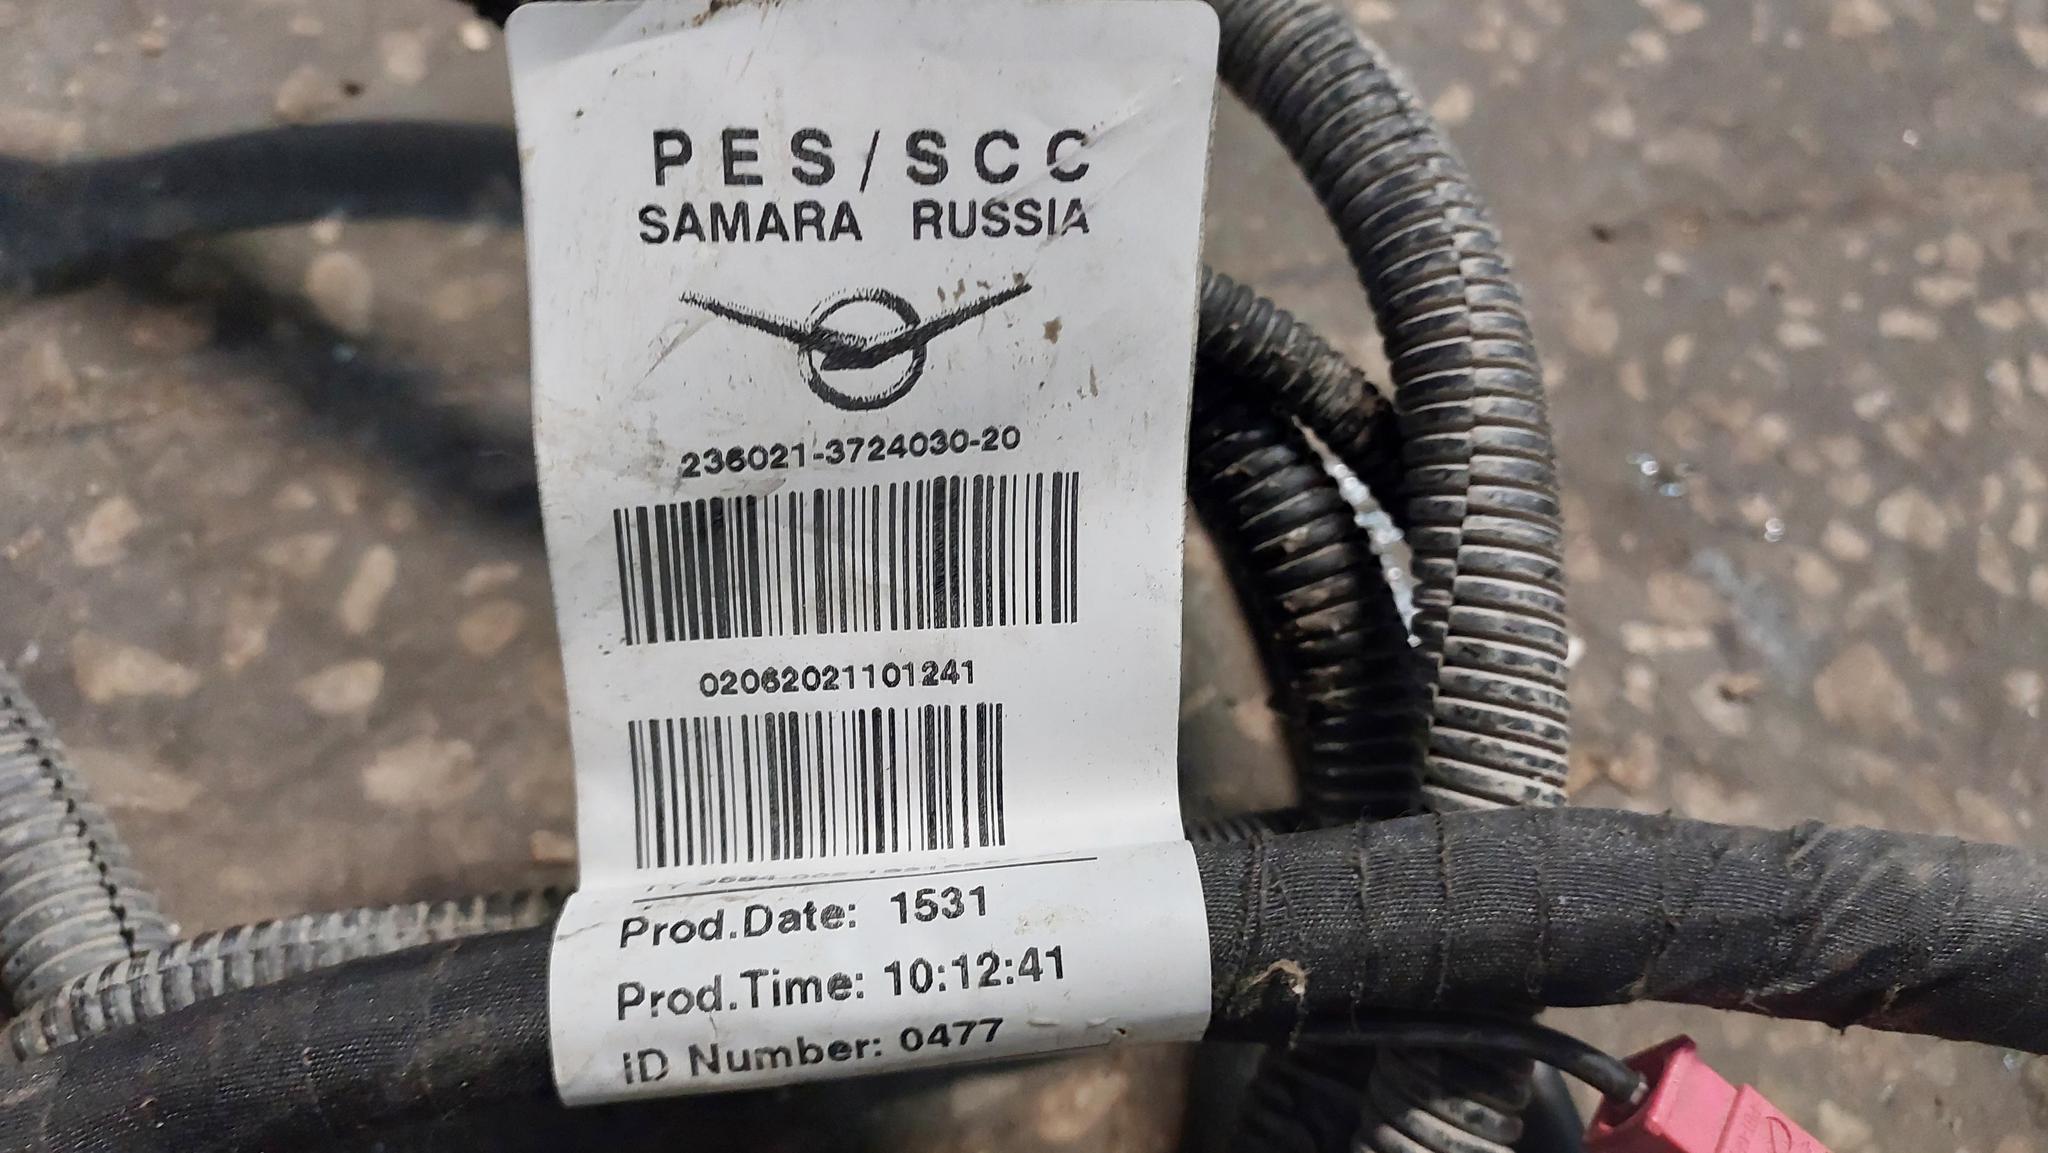 PES/SCC
SAMARA RUSSIA
236021-3724030-20
02062021101241
Prod.Date: 1531
Prod.Time: 10:12:41
ID Number: 0477